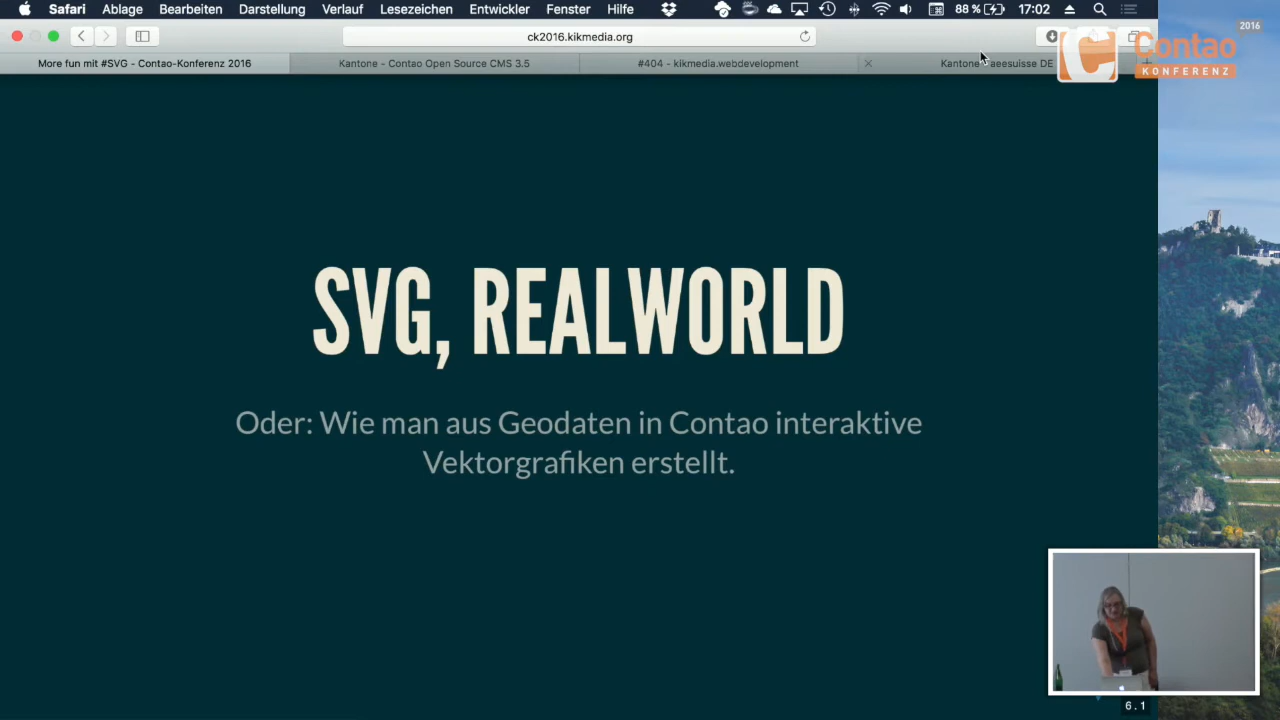 Safari Ablage Bearbeiten Darstellung Verlauf Lesezeichen Entwickler Fenster Hilfe 88 % 17:02
ck2016.kikmedia.org
More fun mit #SVG - Contao-Konferenz 2016
Kantone - Contao Open Source CMS 3.5
#404 - kikmedia.webdevelopment
Kantone aeesuisse DE
2016
Contao
KONFERENZ
SVG, REALWORLD
Oder: Wie man aus Geodaten in Contao interaktive
Vektorgrafiken erstellt.
6.1